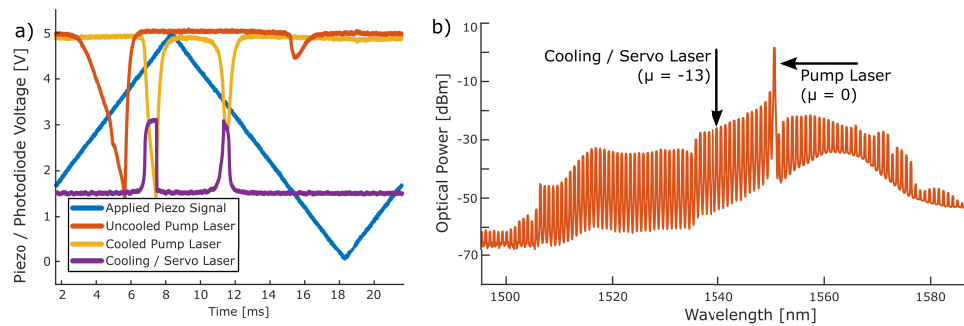 a)
Piezo / Photodiode Voltage [V]
5
4
3
2
1
0
Applied Piezo Signal
Uncooled Pump Laser
Cooled Pump Laser
Cooling / Servo Laser
2 4 6 8 10 12 14 16 18 20
Time [ms]
b)
Optical Power [dBm]
10
-10
-30
-50
-70
Cooling / Servo Laser
(μ = -13)
Pump Laser
(μ = 0)
1500 1520 1540 1560 1580
Wavelength [nm]